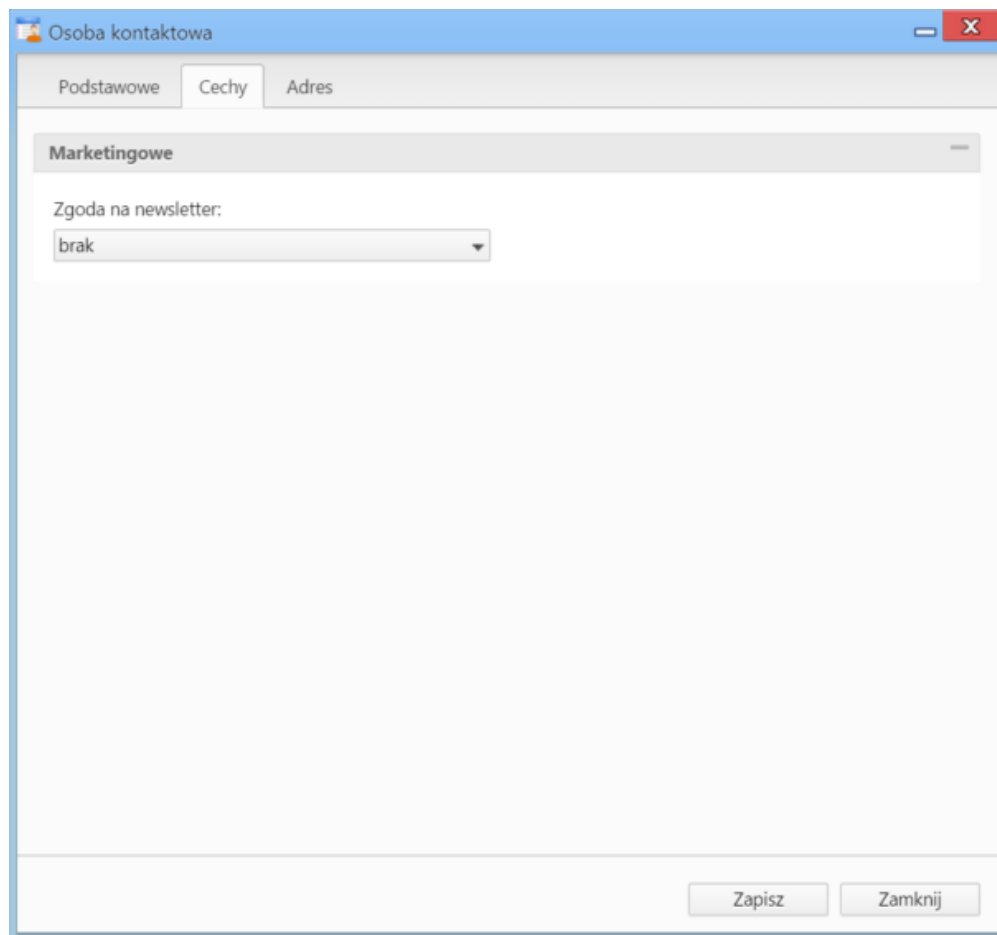 Osoba kontaktowa
Podstawowe Cechy Adres
Marketingowe
Zgoda na newsletter:
brak
Zapisz Zamknij